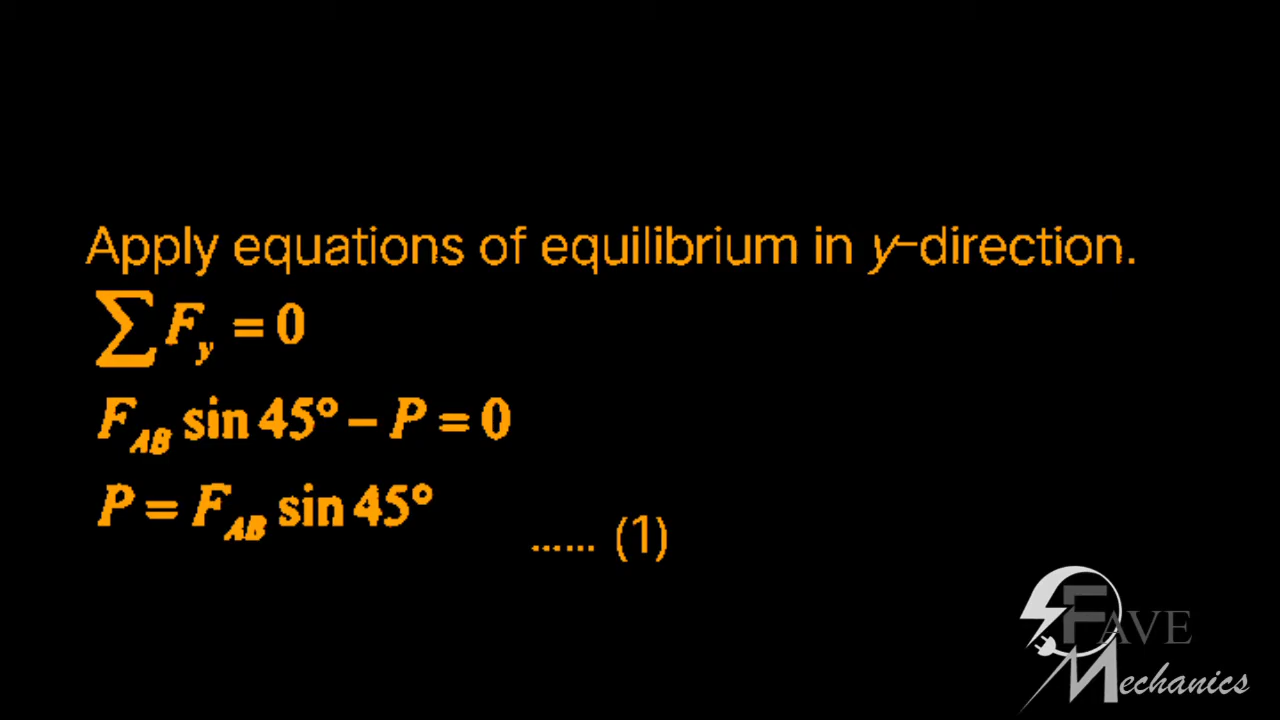 Apply equations of equilibrium in y-direction.
∑ F_y = 0
F_AB sin 45° – P = 0
P = F_AB sin 45°
...... (1)
FAVE
Mechanics